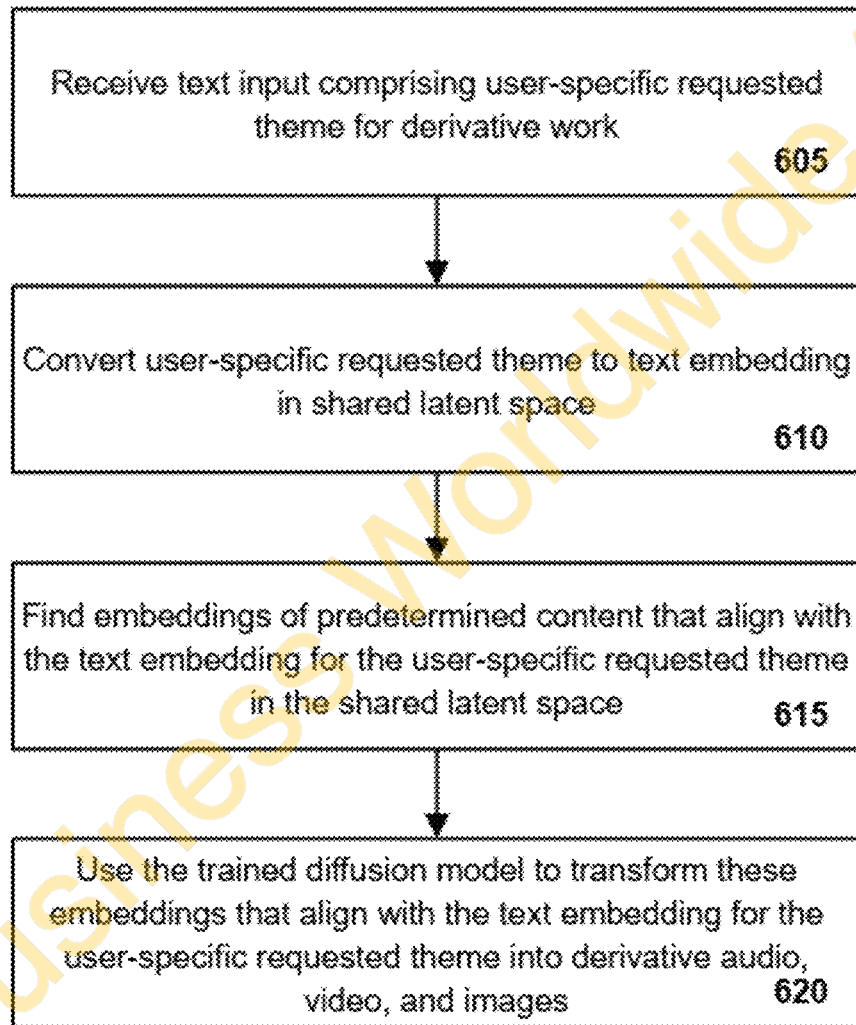 Receive text input comprising user-specific requested
theme for derivative work
605
Convert user-specific requested theme to text embedding
in shared latent space
610
Find embeddings of predetermined content that align with
the text embedding for the user-specific requested theme
in the shared latent space
615
Use the trained diffusion model to transform these
embeddings that align with the text embedding for the
user-specific requested theme into derivative audio,
video, and images
620
usiness Worldwide